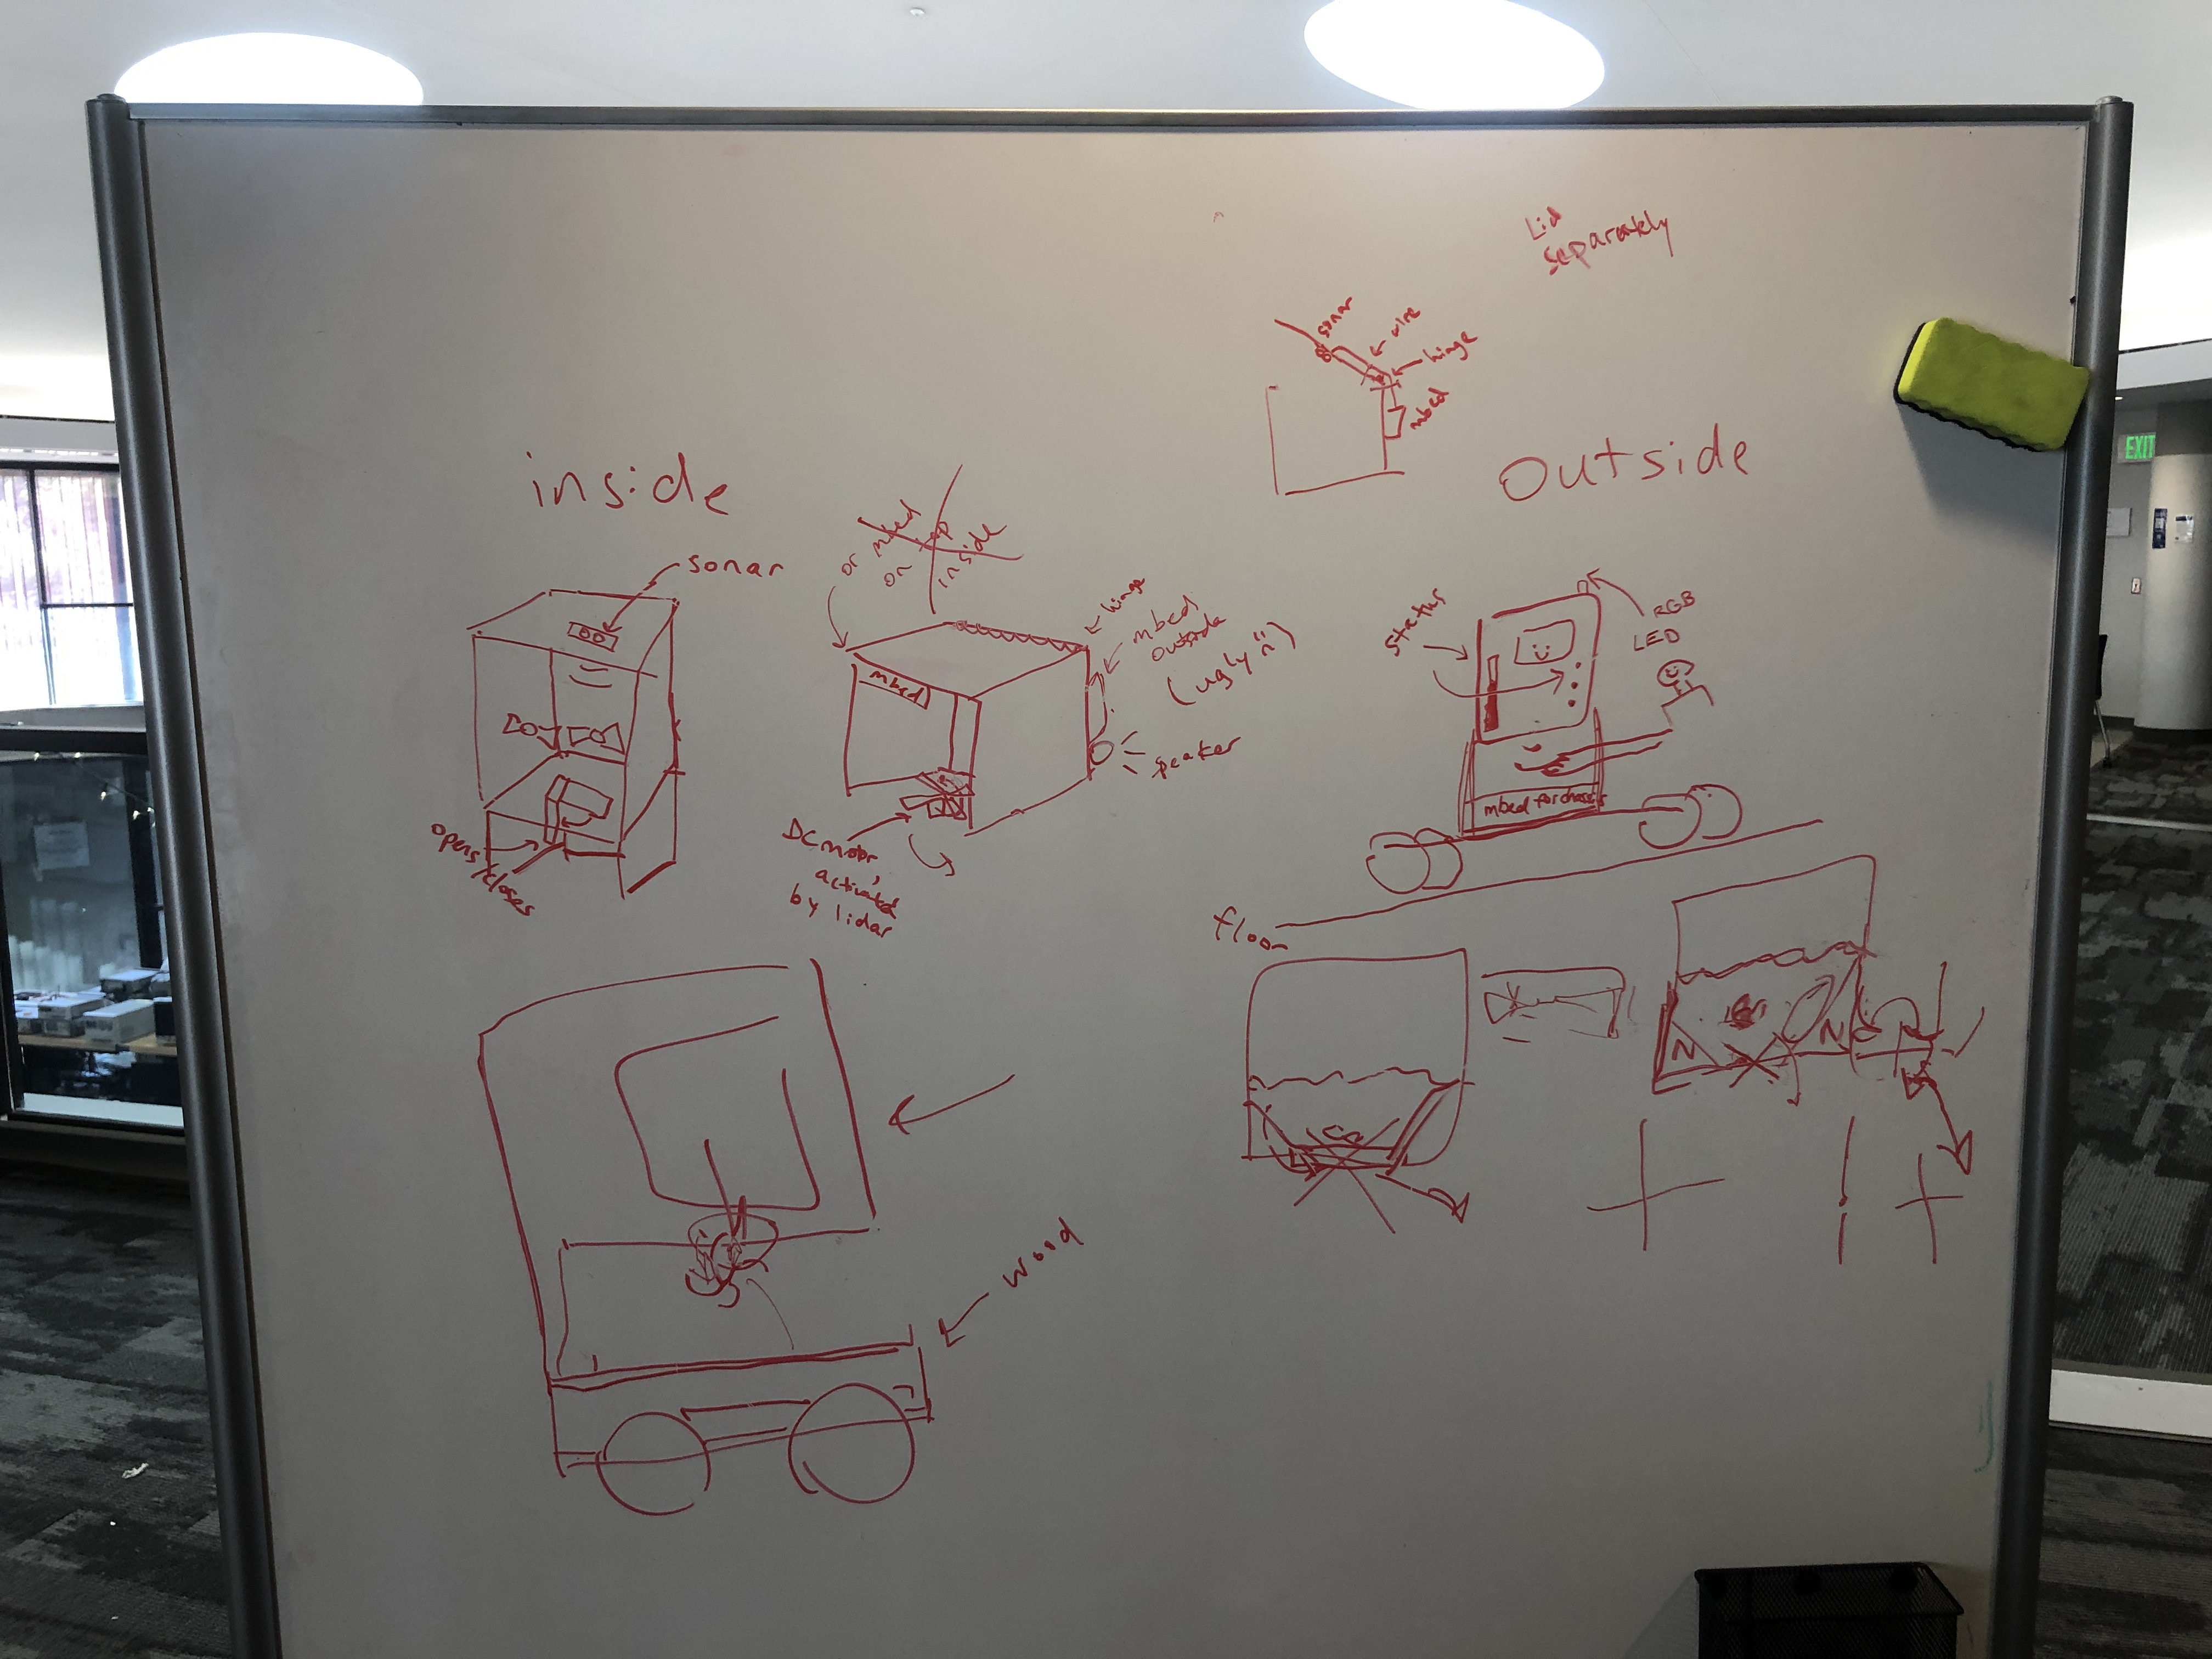 Lid
separately
sonar
wire
hinge
mbed
inside
outside
sonar
or mbed
on top
inside
hinge
mbed
outside
(ugly ")
mbed
speaker
DC motor,
activated
by lidar
opens/closes
status
RGB
LED
mbed for chassis
floor
wood
N
N
EXIT